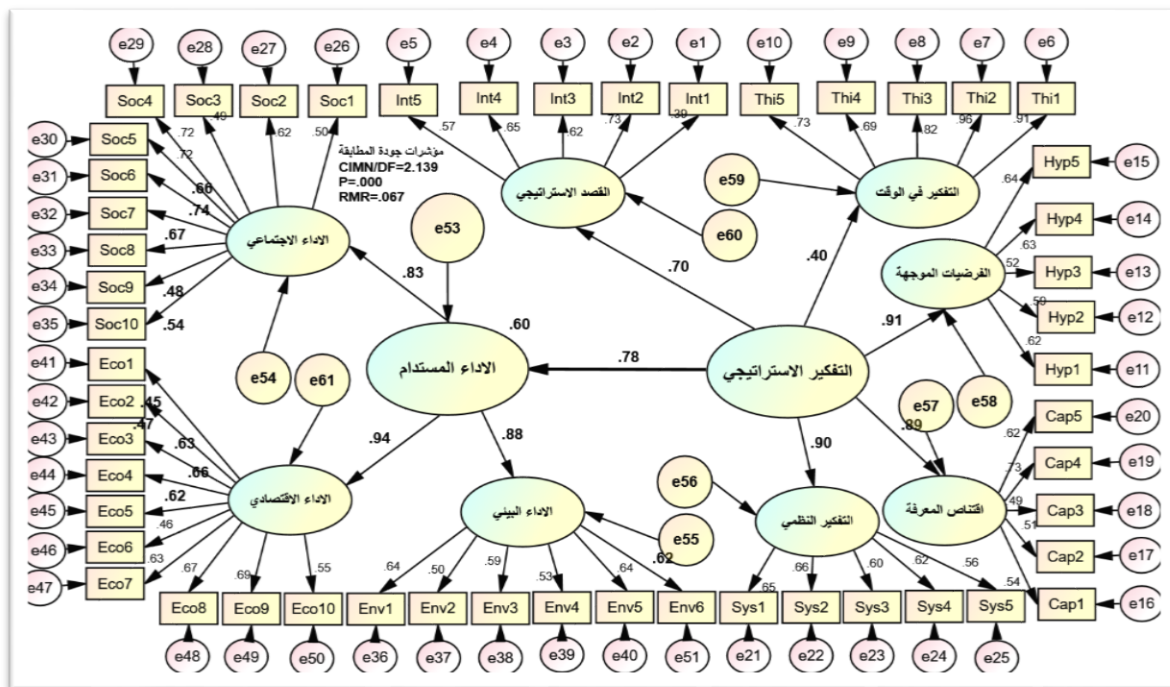 e29
e28
e27
e26
e5
e4
e3
e2
e1
e10
e9
e8
e7
e6
Soc4
Soc3
Soc2
Soc1
Int5
Int4
Int3
Int2
Int1
Thi5
Thi4
Thi3
Thi2
Thi1
.72
.49
.62
.50
.57
.65
.62
.73
.39
.73
.69
.82
.96
.91
مؤشرات جودة المطابقة
CIMN/DF=2.139
P=.000
RMR=.067
e30
Soc5
.72
e31
Soc6
.66
e32
Soc7
.74
e33
Soc8
.67
e34
Soc9
.48
e35
Soc10
.54
الاداء الاجتماعي
القصد الاستراتيجي
التفكير في الوقت
e59
e60
e53
Hyp5
e15
.64
Hyp4
e14
.63
Hyp3
e13
.52
Hyp2
e12
.59
Hyp1
e11
.62
الفرضيات الموجهة
.83
.70
.40
.91
.60
الاداء المستدام
.78
التفكير الاستراتيجي
e54
e61
e57
e58
e41
Eco1
e42
Eco2
.45
e43
Eco3
.47
.63
e44
Eco4
.66
e45
Eco5
.62
e46
Eco6
.46
e47
Eco7
.63
.94
.88
.90
.89
الاداء الاقتصادي
الاداء البيئي
التفكير النظمي
اقتناص المعرفة
e56
e55
Cap5
e20
.62
Cap4
e19
.73
Cap3
e18
.49
Cap2
e17
.51
Cap1
e16
.54
.67
.69
.55
.64
.50
.59
.53
.64
.62
.65
.66
.60
.62
.56
Eco8
Eco9
Eco10
Env1
Env2
Env3
Env4
Env5
Env6
Sys1
Sys2
Sys3
Sys4
Sys5
e48
e49
e50
e36
e37
e38
e39
e40
e51
e21
e22
e23
e24
e25